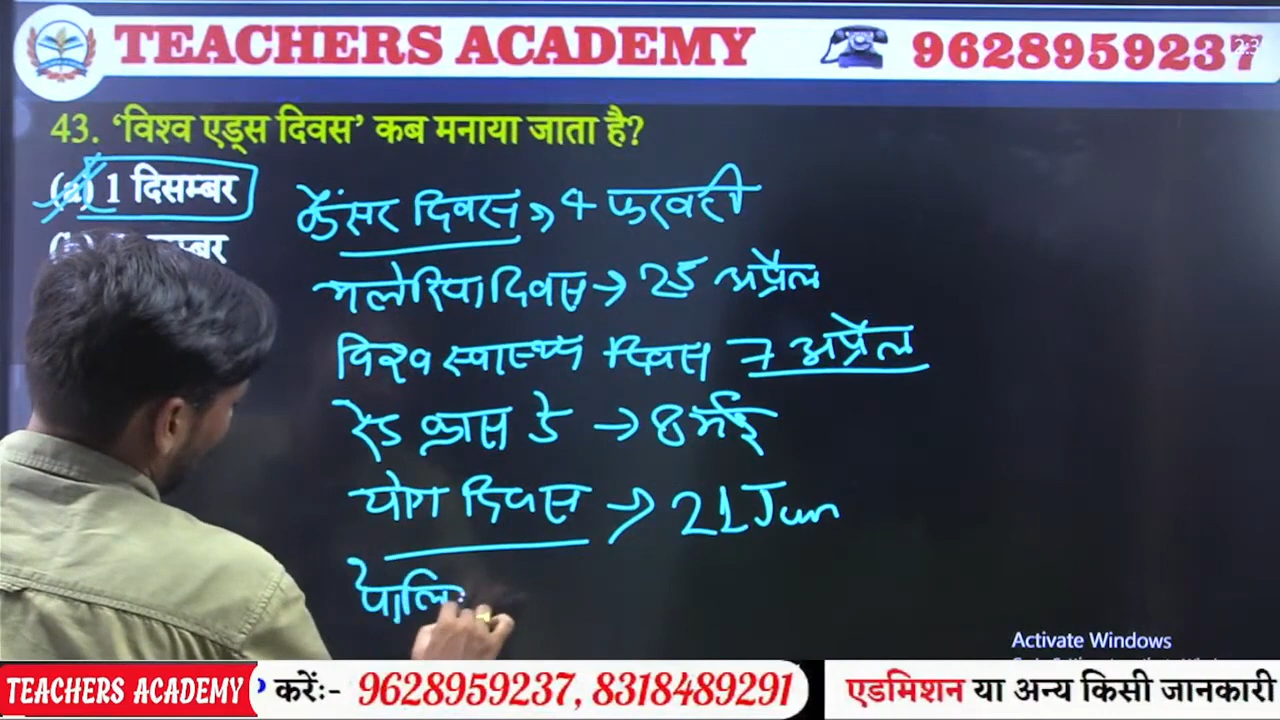 TEACHERS ACADEMY
9628959237
2:3
43. ‘विश्व एड्स दिवस’ कब मनाया जाता है?
(a) 1 दिसम्बर
कैंसर दिवस → 4 फरवरी
मलेरिया दिवस → 25 अप्रैल
विश्व स्वास्थ्य दिवस 7 अप्रैल
रेड क्रास डे → 8 मई
योग दिवस → 21 Jun
पोलि
Activate Windows
TEACHERS ACADEMY
करेंः- 9628959237, 8318489291
एडमिशन या अन्य किसी जानकारी